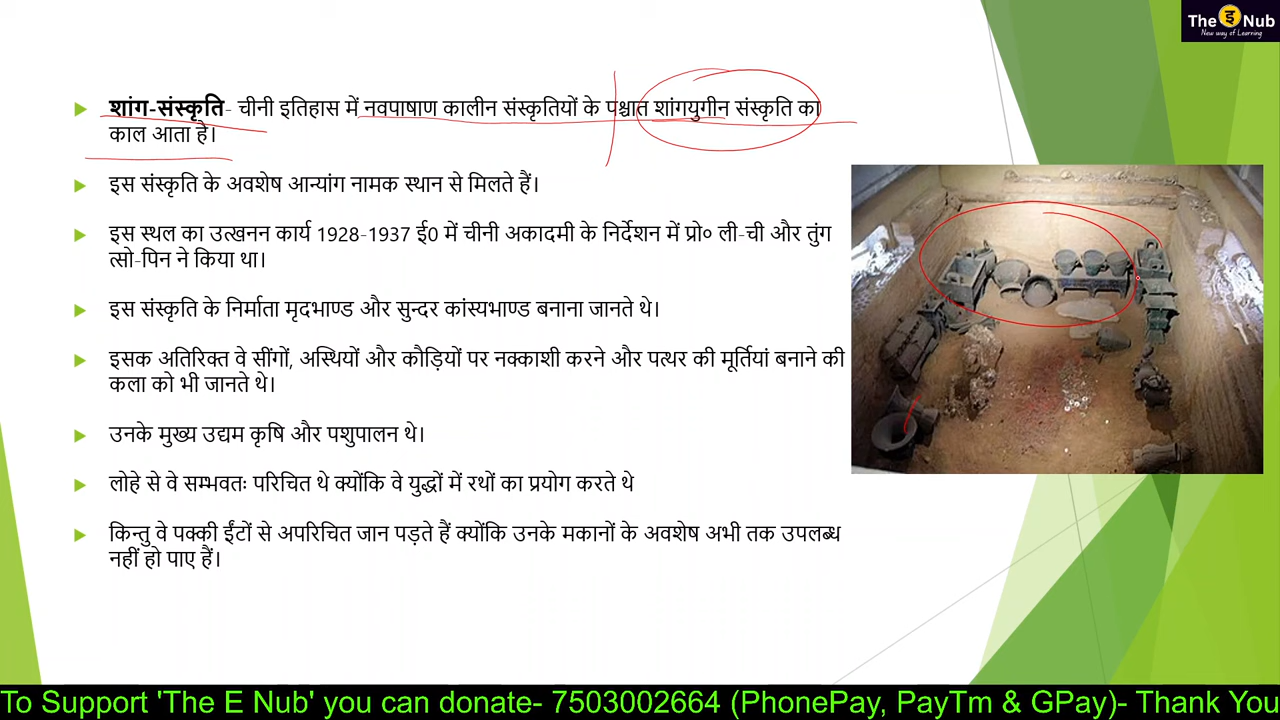 The इ Nub
New way of Learning
शांग-संस्कृति- चीनी इतिहास में नवपाषाण कालीन संस्कृतियों के पश्चात शांगयुगीन संस्कृति का
काल आता हे।
इस संस्कृति के अवशेष आन्यांग नामक स्थान से मिलते हैं।
इस स्थल का उत्खनन कार्य 1928-1937 ई0 में चीनी अकादमी के निर्देशन में प्रो० ली-ची और तुंग
त्सो-पिन ने किया था।
इस संस्कृति के निर्माता मृदभाण्ड और सुन्दर कांस्यभाण्ड बनाना जानते थे।
इसक अतिरिक्त वे सींगों, अस्थियों और कौड़ियों पर नक्काशी करने और पत्थर की मूर्तियां बनाने की
कला को भी जानते थे।
उनके मुख्य उद्यम कृषि और पशुपालन थे।
लोहे से वे सम्भवतः परिचित थे क्योंकि वे युद्धों में रथों का प्रयोग करते थे
किन्तु वे पक्की ईंटों से अपरिचित जान पड़ते हैं क्योंकि उनके मकानों के अवशेष अभी तक उपलब्ध
नहीं हो पाए हैं।
To Support 'The E Nub' you can donate- 7503002664 (PhonePay, PayTm & GPay)- Thank You